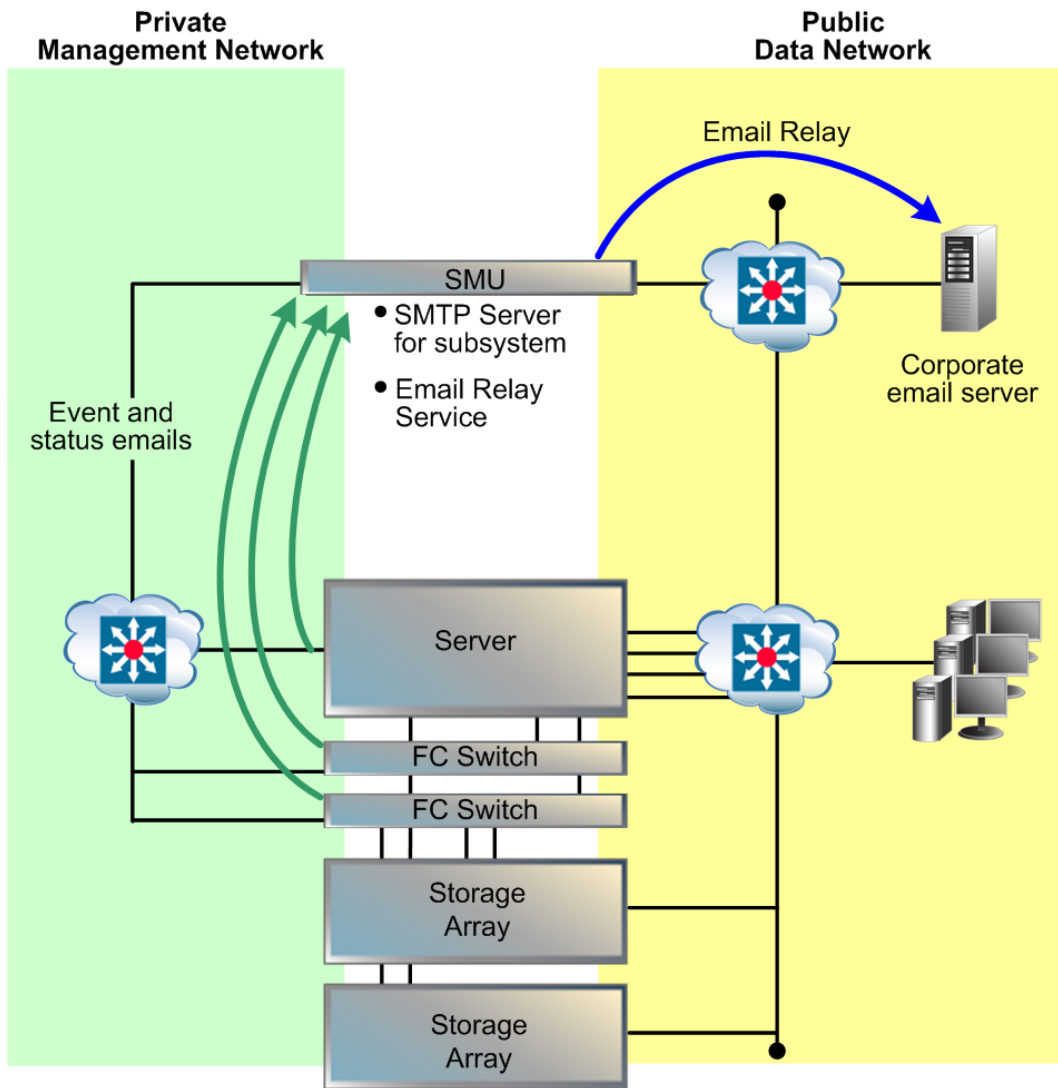 Private
Management Network
Public
Data Network
Email Relay
SMU
• SMTP Server
for subsystem
• Email Relay
Service
Corporate
email server
Event and
status emails
Server
FC Switch
FC Switch
Storage
Array
Storage
Array